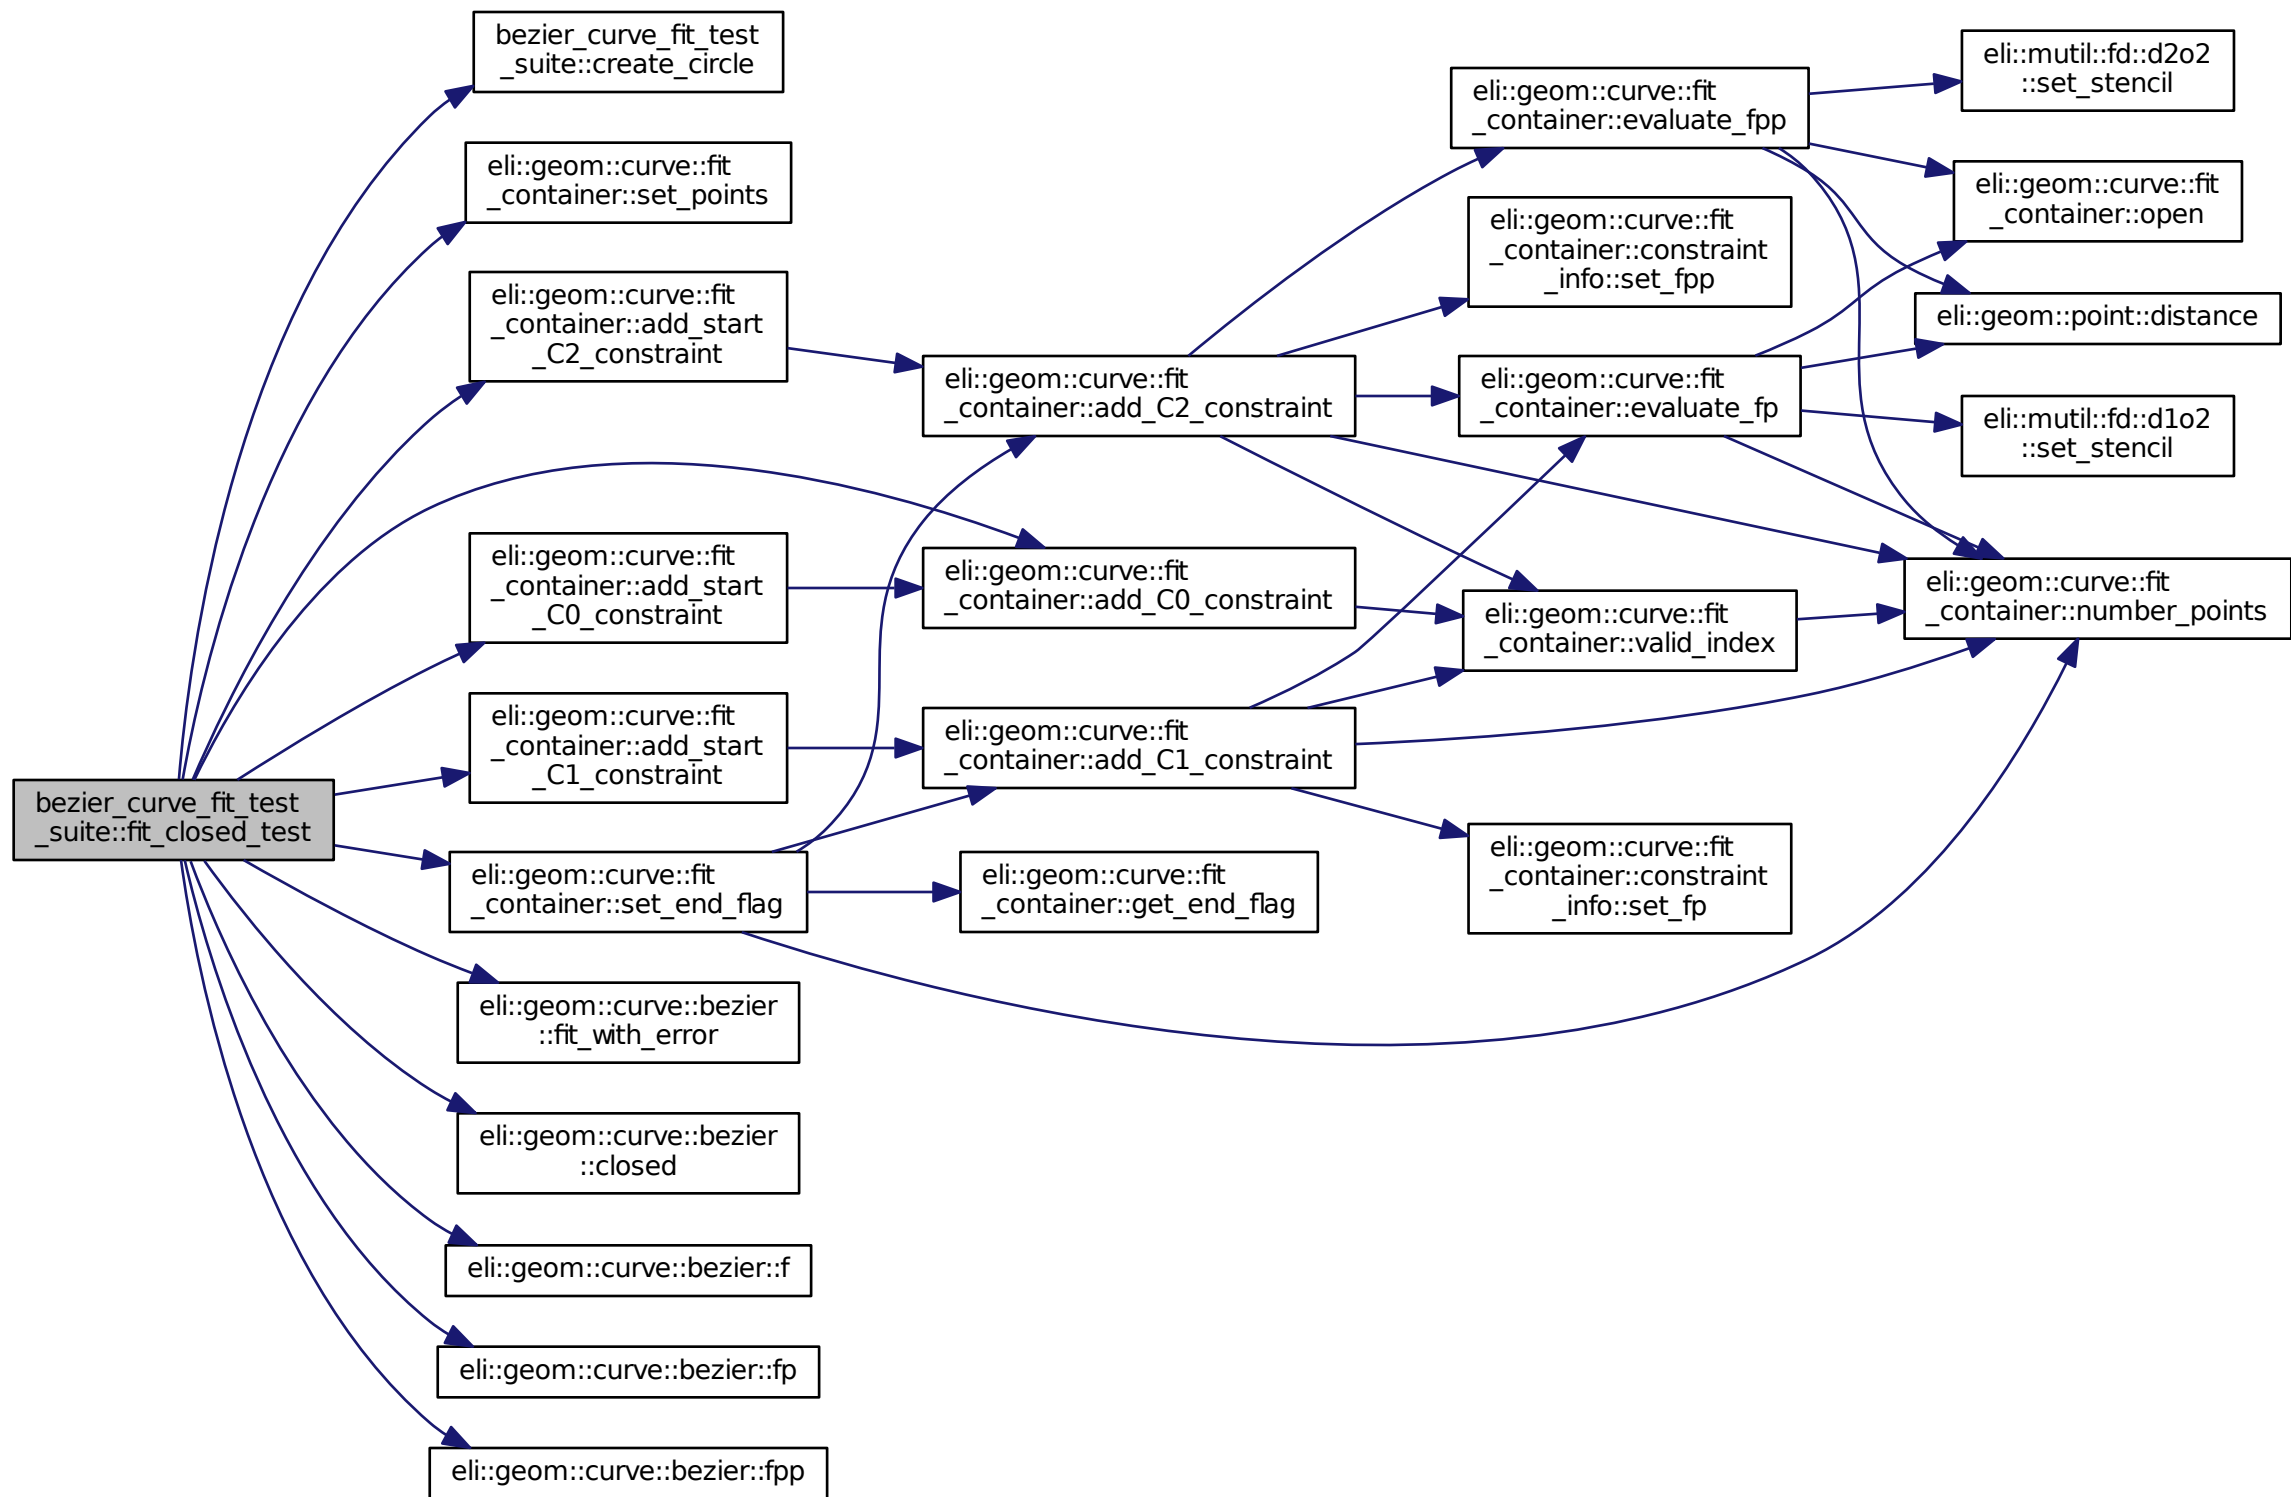 bezier_curve_fit_test
_suite::fit_closed_test
bezier_curve_fit_test
_suite::create_circle
eli::geom::curve::fit
_container::set_points
eli::geom::curve::fit
_container::add_start
_C2_constraint
eli::geom::curve::fit
_container::add_start
_C0_constraint
eli::geom::curve::fit
_container::add_start
_C1_constraint
eli::geom::curve::fit
_container::set_end_flag
eli::geom::curve::bezier
::fit_with_error
eli::geom::curve::bezier
::closed
eli::geom::curve::bezier::f
eli::geom::curve::bezier::fp
eli::geom::curve::bezier::fpp
eli::geom::curve::fit
_container::add_C2_constraint
eli::geom::curve::fit
_container::add_C0_constraint
eli::geom::curve::fit
_container::add_C1_constraint
eli::geom::curve::fit
_container::get_end_flag
eli::geom::curve::fit
_container::evaluate_fpp
eli::geom::curve::fit
_container::constraint
_info::set_fpp
eli::geom::curve::fit
_container::evaluate_fp
eli::geom::curve::fit
_container::valid_index
eli::geom::curve::fit
_container::constraint
_info::set_fp
eli::mutil::fd::d2o2
::set_stencil
eli::geom::curve::fit
_container::open
eli::geom::point::distance
eli::mutil::fd::d1o2
::set_stencil
eli::geom::curve::fit
_container::number_points